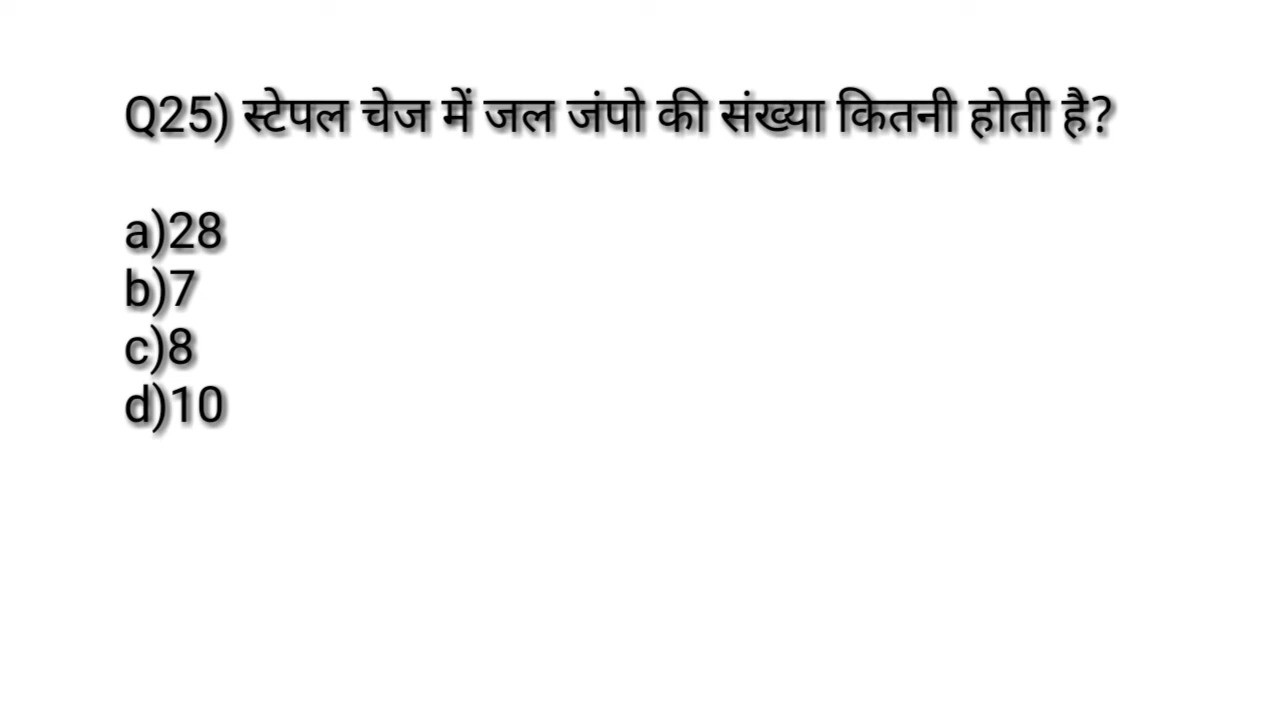 Q25) स्टेपल चेज में जल जंपो की संख्या कितनी होती है?
a)28
b)7
c)8
d)10